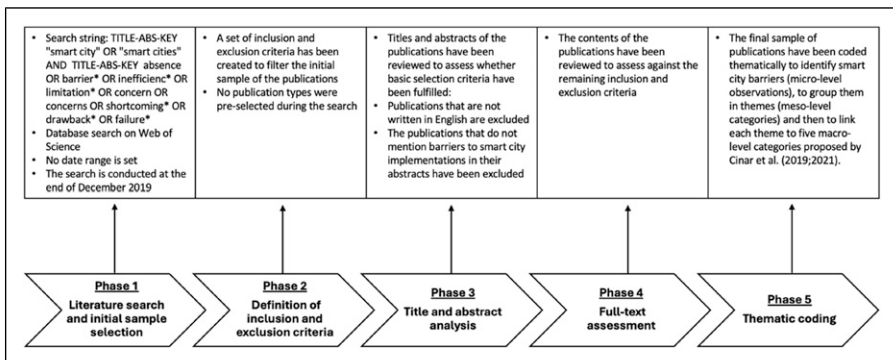 • Search string: TITLE-ABS-KEY
"smart city" OR "smart cities"
AND TITLE-ABS-KEY absence
OR barrier* OR inefficienc* OR
limitation* OR concern OR
concerns OR shortcoming* OR
drawback* OR failure*
• Database search on Web of
Science
• No date range is set
• The search is conducted at the
end of December 2019
• A set of inclusion and
exclusion criteria has been
created to filter the initial
sample of the publications
• No publication types were
pre-selected during the search
• Titles and abstracts of the
publications have been
reviewed to assess whether
basic selection criteria have
been fulfilled:
• Publications that are not
written in English are excluded
• The publications that do not
mention barriers to smart city
implementations in their
abstracts have been excluded
• The contents of the
publications have been
reviewed to assess against the
remaining inclusion and
exclusion criteria
• The final sample of
publications have been coded
thematically to identify smart
city barriers (micro-level
observations), to group them
in themes (meso-level
categories) and then to link
each theme to five macro-
level categories proposed by
Cinar et al. (2019;2021).
Phase 1
Literature search
and initial sample
selection
Phase 2
Definition of
inclusion and
exclusion criteria
Phase 3
Title and abstract
analysis
Phase 4
Full-text
assessment
Phase 5
Thematic coding